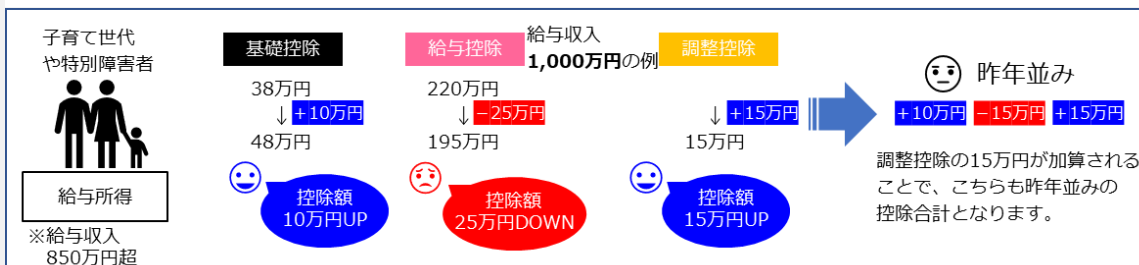 子育て世代
や特別障害者
給与所得
※給与収入
850万円超
基礎控除
38万円
↓ +10万円
48万円
控除額
10万円UP
給与控除
給与収入
1,000万円の例
220万円
↓ −25万円
195万円
控除額
25万円DOWN
調整控除
↓ +15万円
15万円
控除額
15万円UP
昨年並み
+10万円 −15万円 +15万円
調整控除の15万円が加算される
ことで、こちらも昨年並みの
控除合計となります。